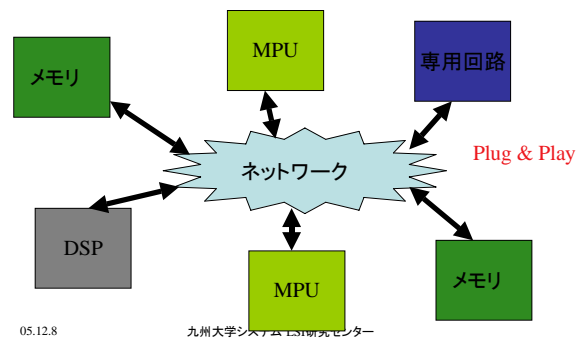 MPU
専用回路
メモリ
Plug & Play
ネットワーク
DSP
MPU
メモリ
05.12.8
九州大学システム LSI研究センター